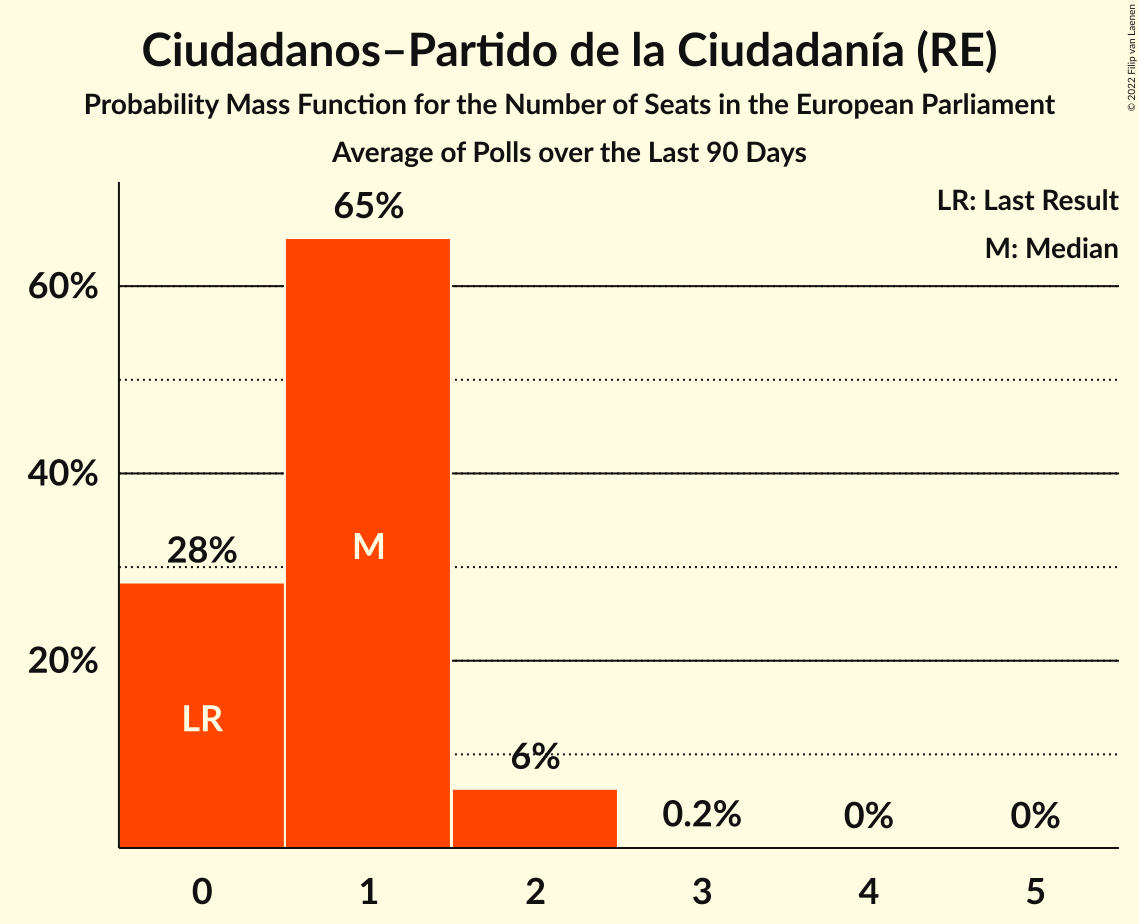 Ciudadanos–Partido de la Ciudadanía (RE)
Probability Mass Function for the Number of Seats in the European Parliament
Average of Polls over the Last 90 Days
© 2022 Filip van Laenen
LR: Last Result
M: Median
65%
60%
40%
28%
M
20%
LR
6%
0.2%
0%
0%
0
1
2
3
4
5